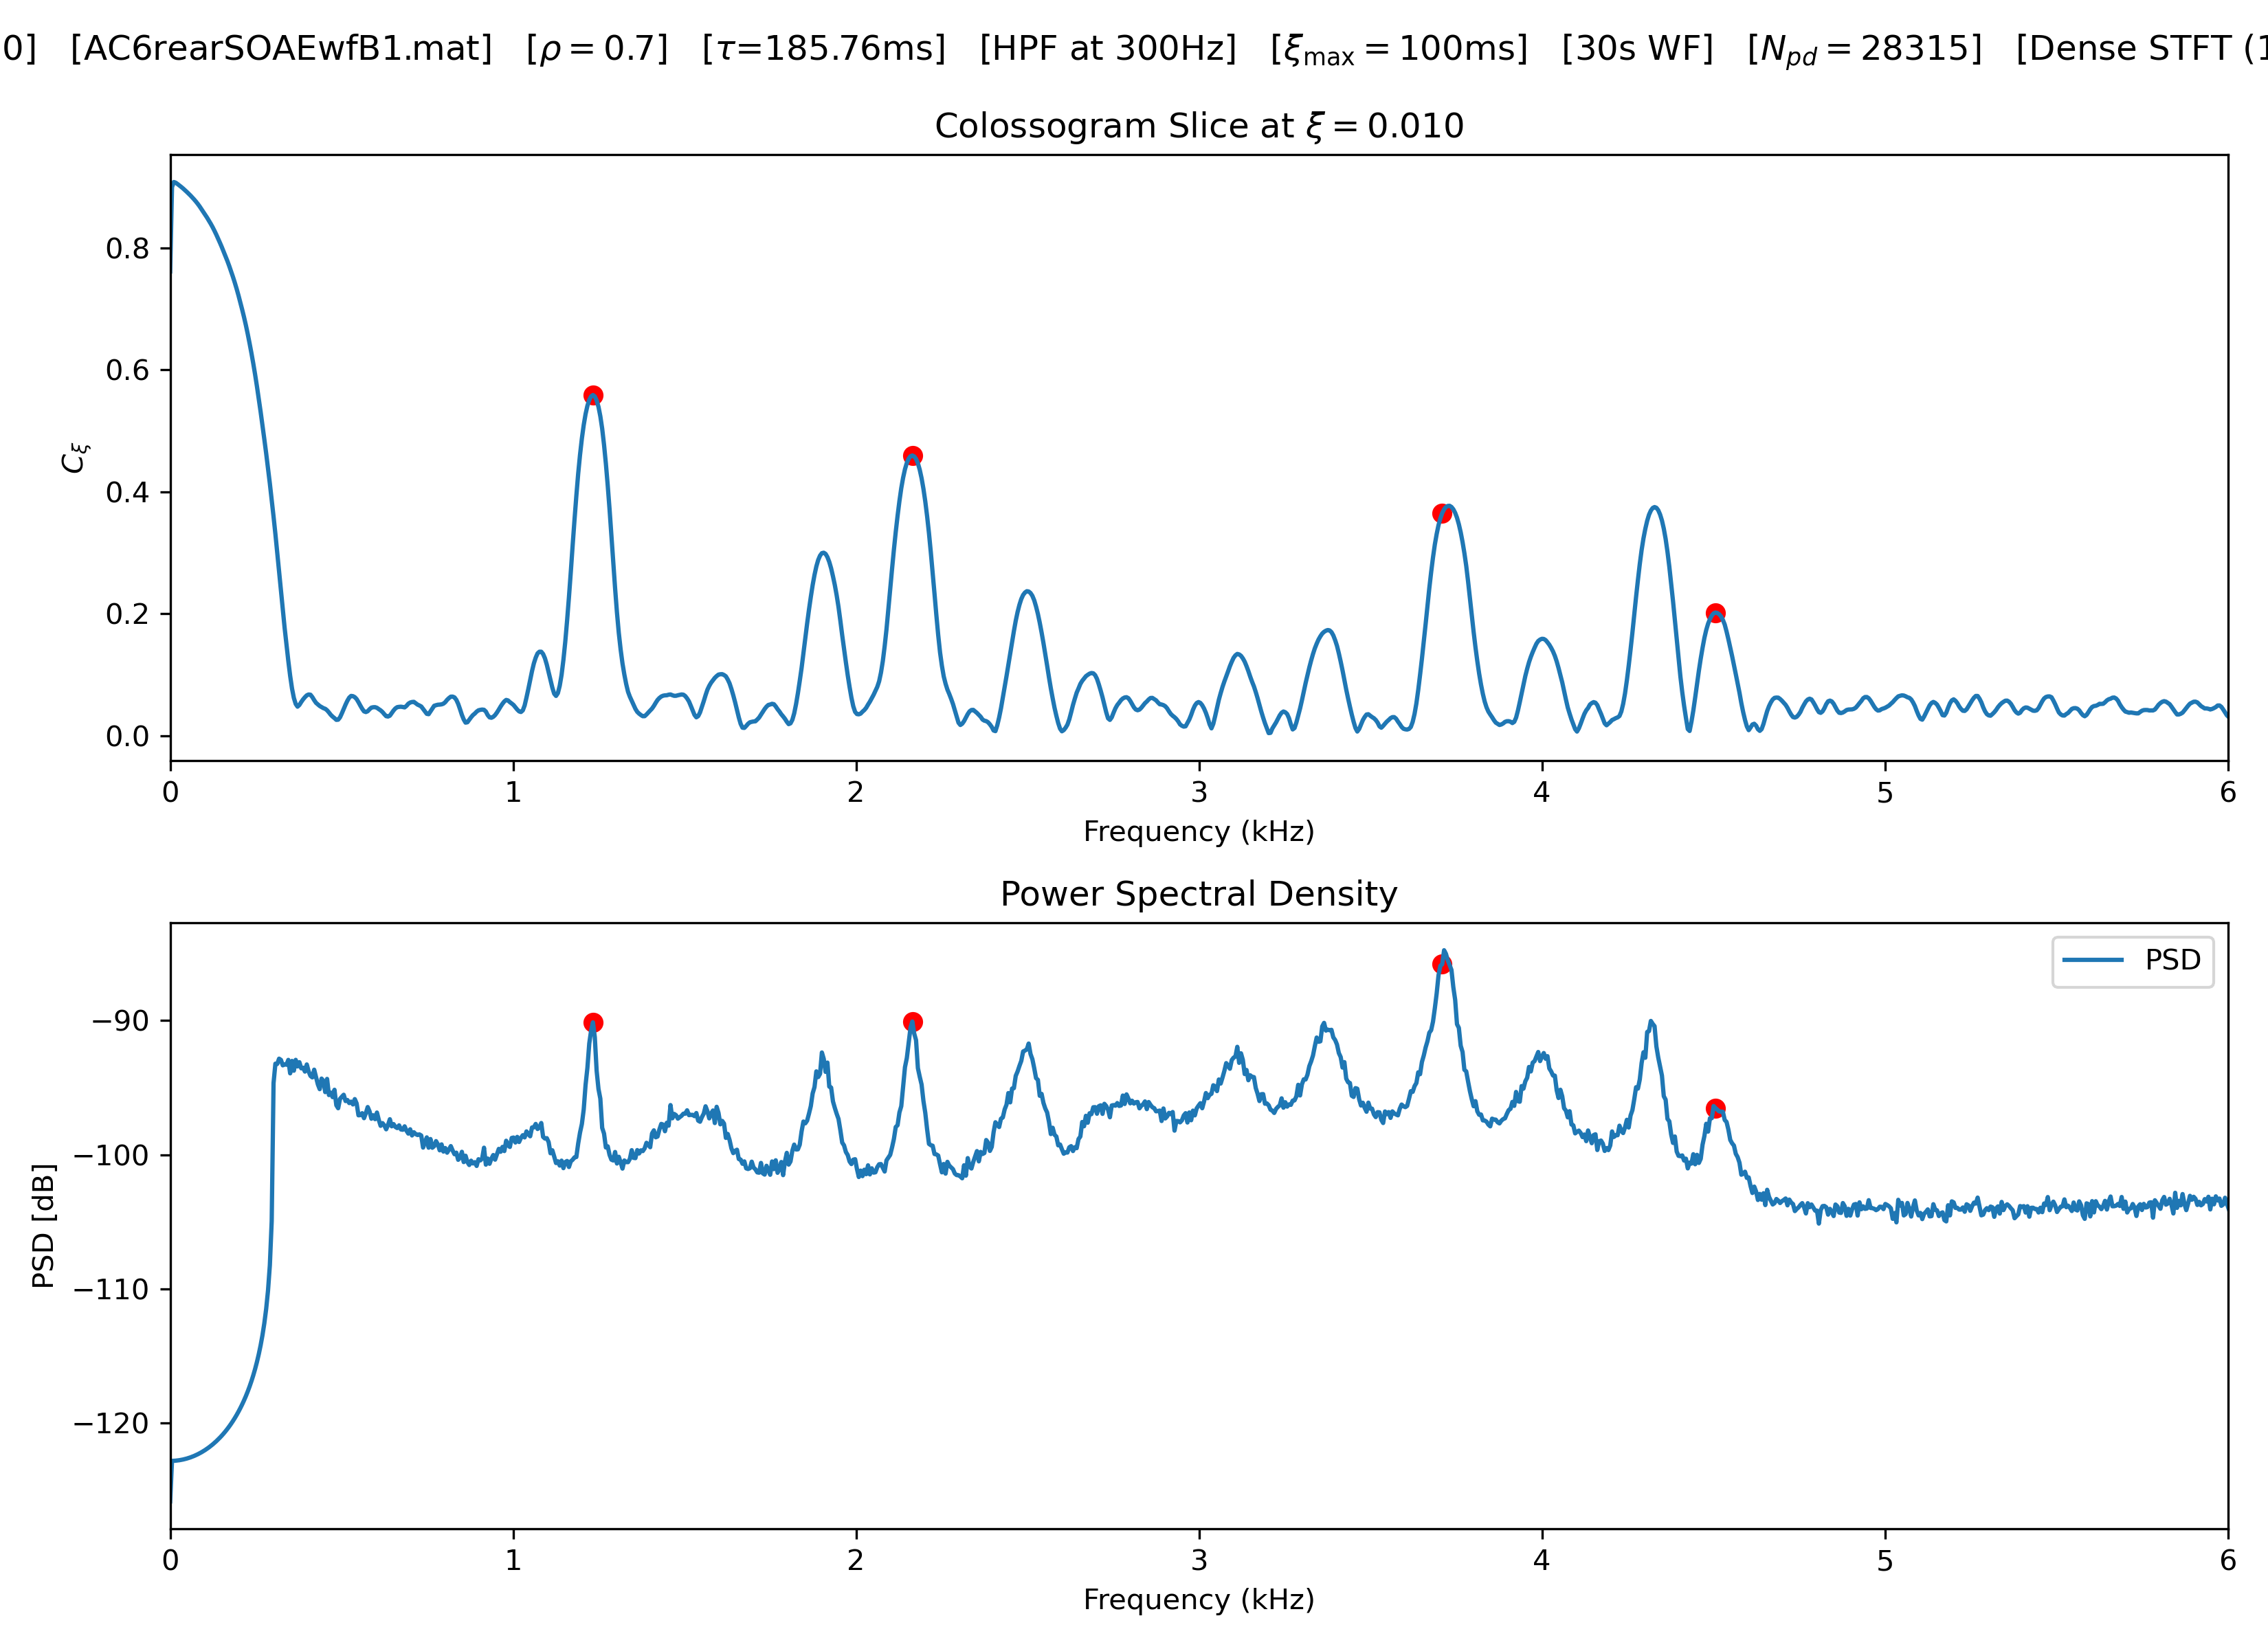 0] [AC6rearSOAEwfB1.mat] [ρ = 0.7] [τ=185.76ms] [HPF at 300Hz] [ξmax = 100ms] [30s WF] [Npd = 28315] [Dense STFT (1
Colossogram Slice at ξ = 0.010
0.8
0.6
0.4
0.2
0.0
Cξ
0 1 2 3 4 5 6
Frequency (kHz)
Power Spectral Density
PSD
−90
−100
−110
−120
PSD [dB]
0 1 2 3 4 5 6
Frequency (kHz)